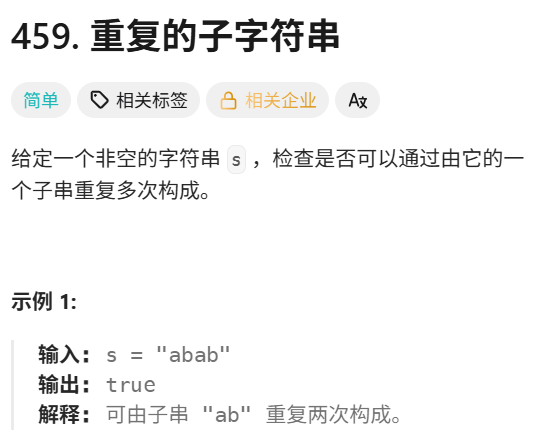 459. 重复的子字符串
简单 相关标签 相关企业 A文
给定一个非空的字符串 s ，检查是否可以通过由它的一
个子串重复多次构成。
示例 1:
输入: s = "abab"
输出: true
解释: 可由子串 "ab" 重复两次构成。